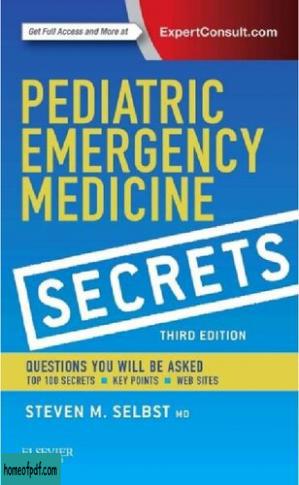 Get Full Access and More at
ExpertConsult.com
PEDIATRIC
EMERGENCY
MEDICINE
SECRETS
THIRD EDITION
QUESTIONS YOU WILL BE ASKED
TOP 100 SECRETS ■ KEY POINTS ■ WEB SITES
STEVEN M. SELBST MD
ELSEVIER
homeofpdf.com